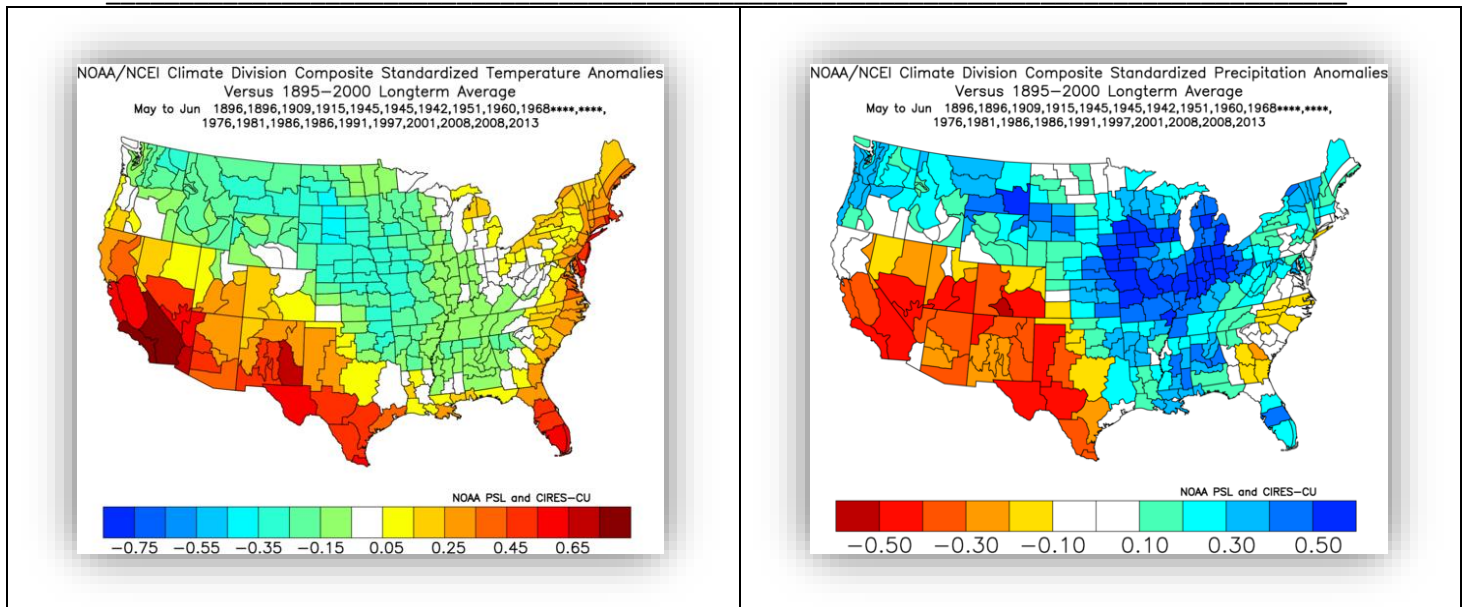 NOAA/NCEI Climate Division Composite Standardized Temperature Anomalies
Versus 1895−2000 Longterm Average
May to Jun 1896,1896,1909,1915,1945,1945,1942,1951,1960,1968****,****,
1976,1981,1986,1986,1991,1997,2001,2008,2008,2013
NOAA PSL and CIRES−CU
−0.75 −0.55 −0.35 −0.15 0.05 0.25 0.45 0.65
NOAA/NCEI Climate Division Composite Standardized Precipitation Anomalies
Versus 1895−2000 Longterm Average
May to Jun 1896,1896,1909,1915,1945,1945,1942,1951,1960,1968****,****,
1976,1981,1986,1986,1991,1997,2001,2008,2008,2013
NOAA PSL and CIRES−CU
−0.50 −0.30 −0.10 0.10 0.30 0.50